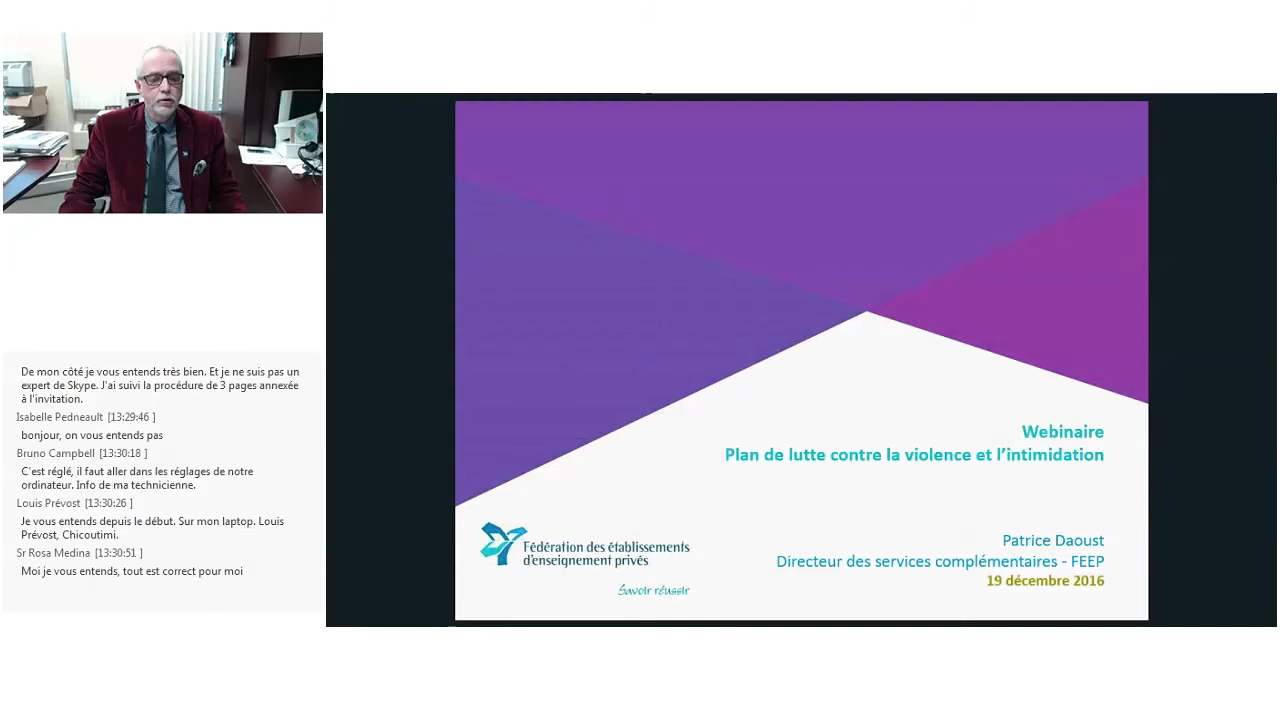 De mon côté je vous entends très bien. Et je ne suis pas un
expert de Skype. J'ai suivi la procédure de 3 pages annexée
à l'invitation.
Isabelle Pedneault [13:29:46 ]
bonjour, on vous entends pas
Bruno Campbell [13:30:18 ]
C'est réglé, il faut aller dans les réglages de notre
ordinateur. Info de ma technicienne.
Louis Prévost [13:30:26 ]
Je vous entends depuis le début. Sur mon laptop. Louis
Prévost, Chicoutimi.
Sr Rosa Medina [13:30:51 ]
Moi je vous entends, tout est correct pour moi
Webinaire
Plan de lutte contre la violence et l'intimidation
Patrice Daoust
Directeur des services complémentaires - FEEP
19 décembre 2016
Fédération des établissements
d'enseignement privés
Savoir réussir